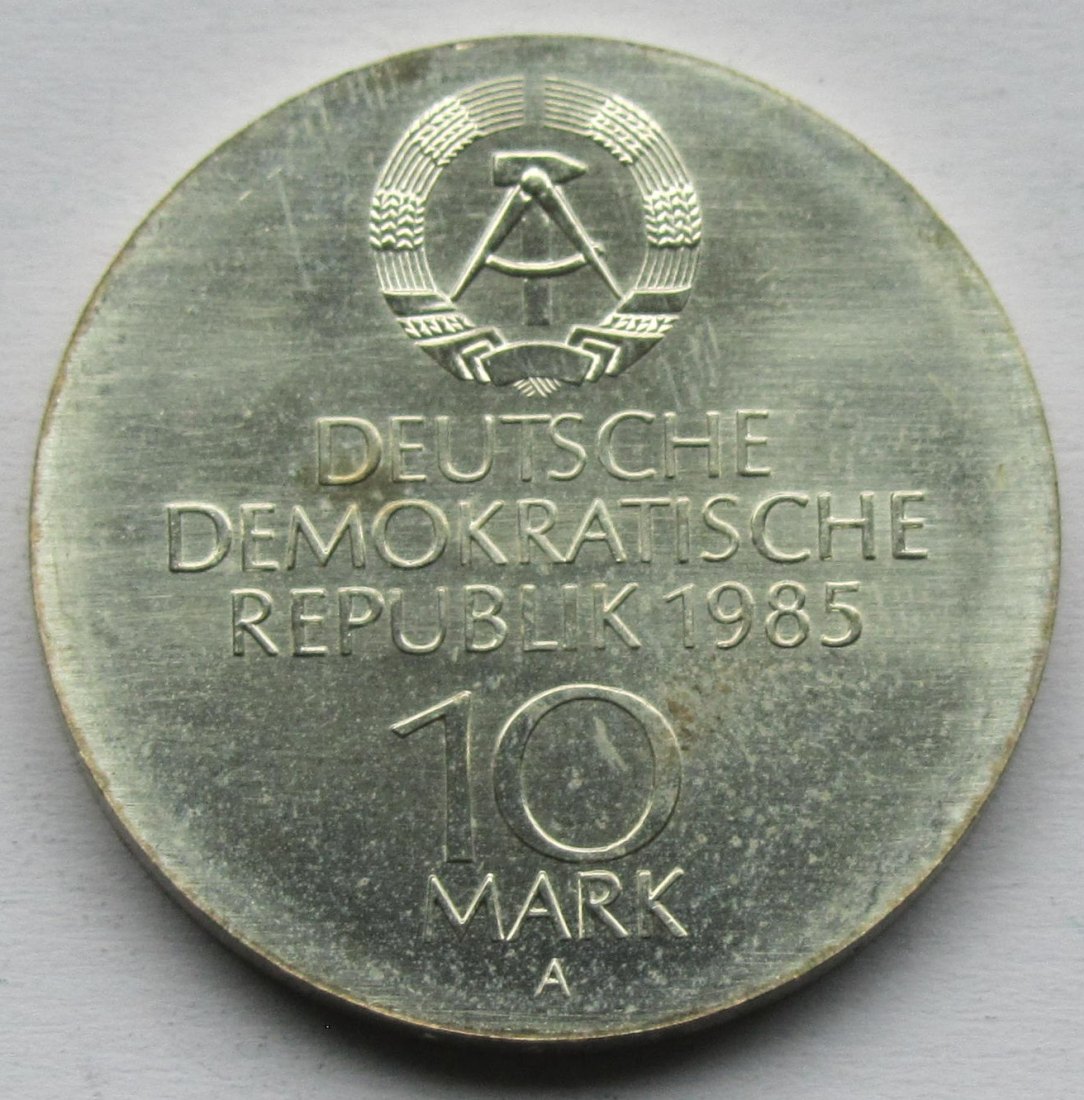 DEUTSCHE
DEMOKRATISCHE
REPUBLIK 1985
10
MARK
A